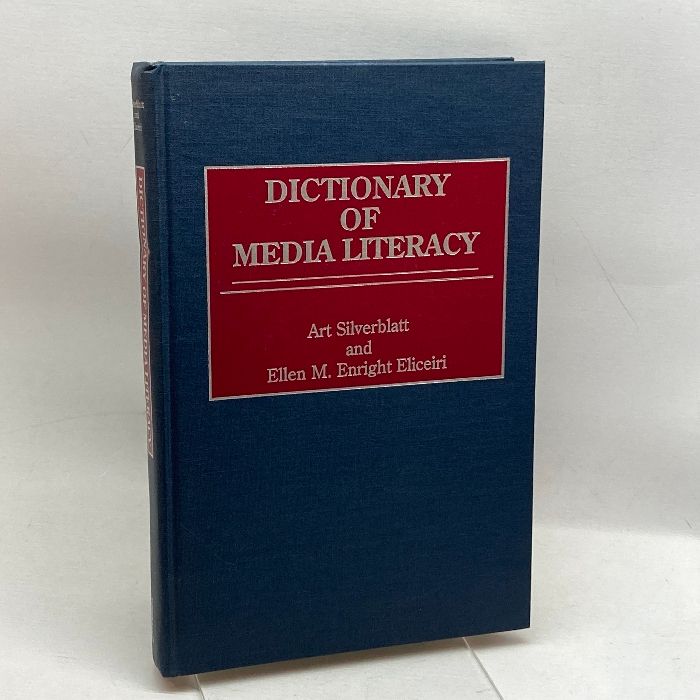 DICTIONARY
OF
MEDIA LITERACY
Art Silverblatt
and
Ellen M. Enright Eliceiri
DICTIONARY OF MEDIA LITERACY